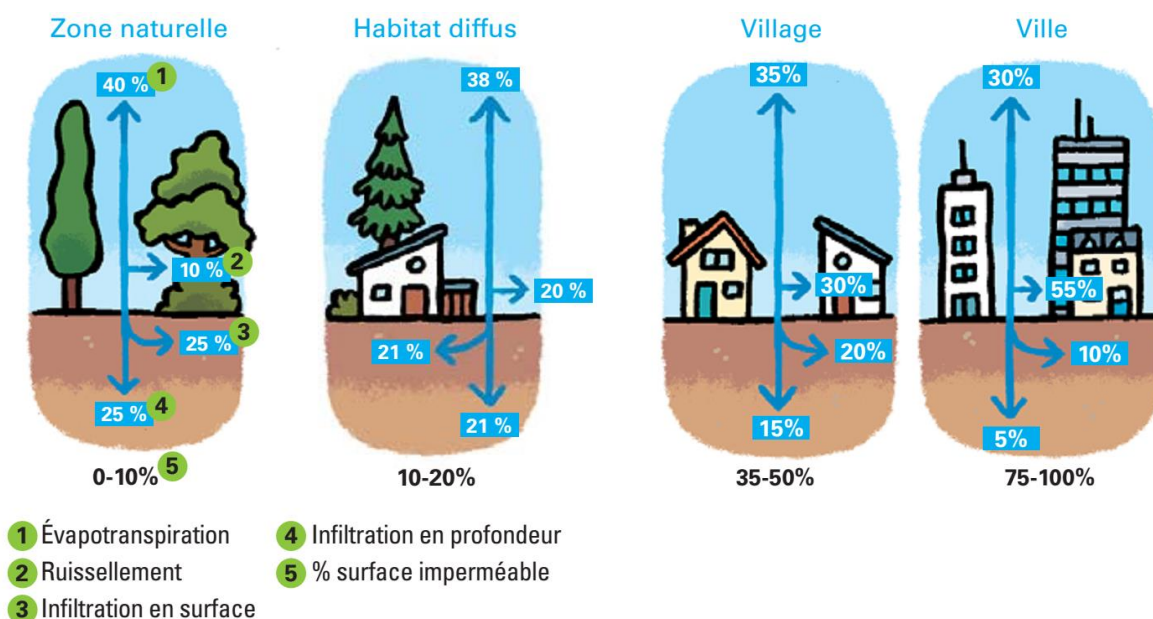 Zone naturelle
40 % 1
10 % 2
25 % 3
25 % 4
0-10% 5
Habitat diffus
38 %
20 %
21 %
21 %
10-20%
Village
35%
30%
20%
15%
35-50%
Ville
30%
55%
10%
5%
75-100%
1 Évapotranspiration
2 Ruissellement
3 Infiltration en surface
4 Infiltration en profondeur
5 % surface imperméable